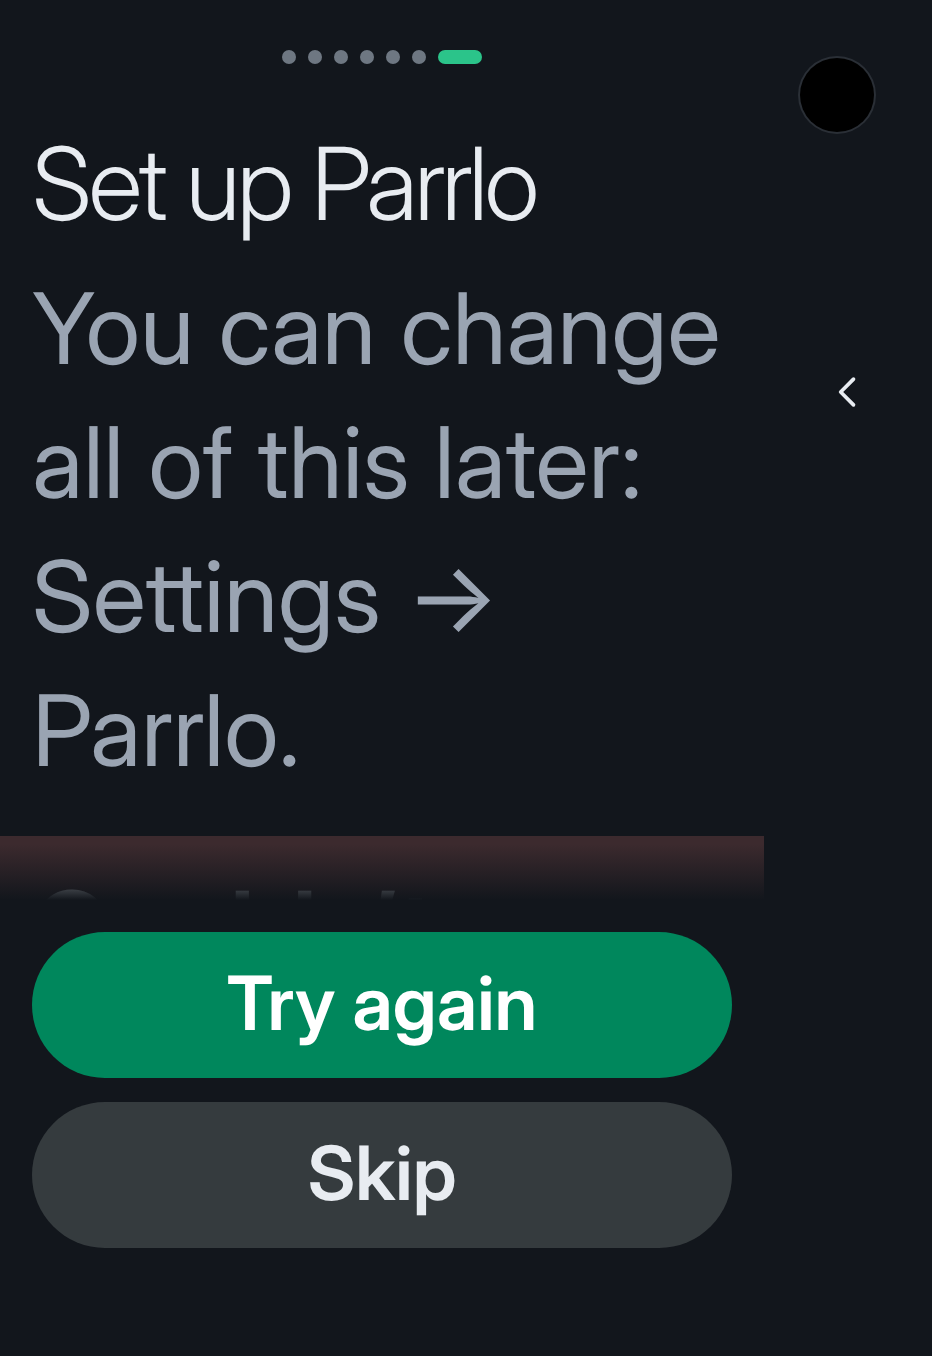 Set up Parrlo
You can change
all of this later:
Settings →
Parrlo.
Try again
Skip